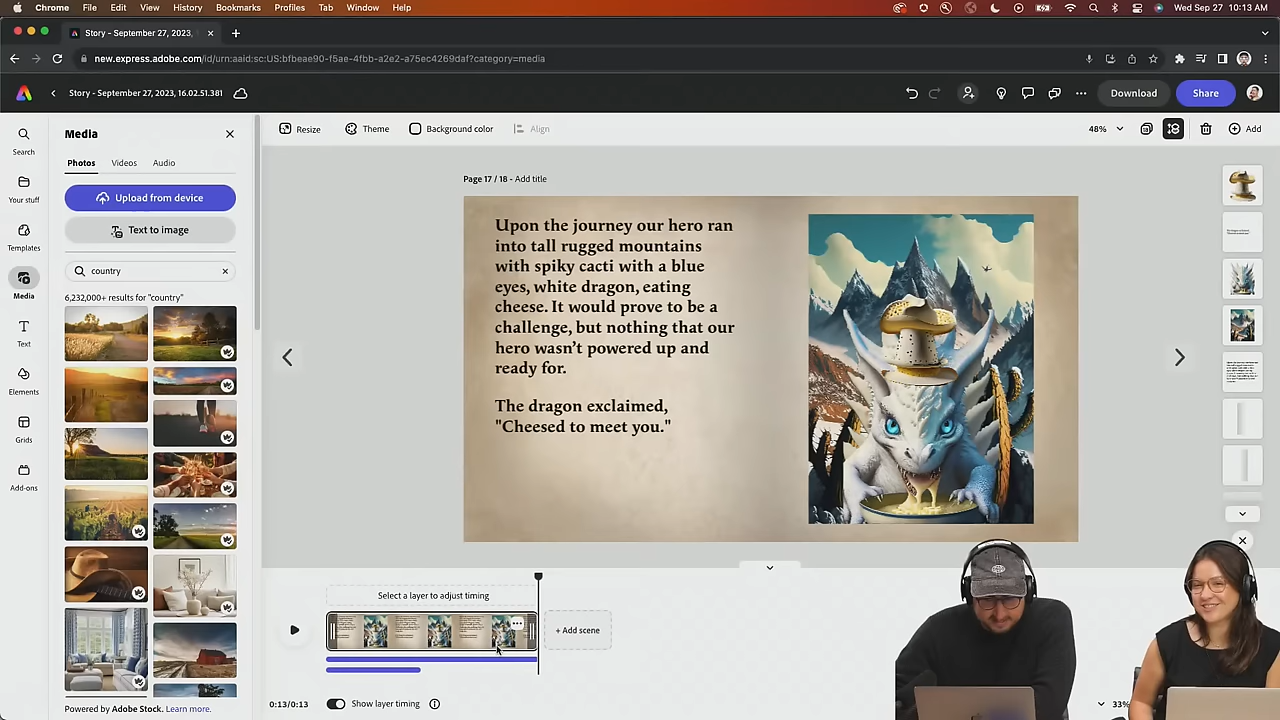 Chrome File Edit View History Bookmarks Profiles Tab Window Help
Wed Sep 27 10:13 AM
Story - September 27, 2023,
new.express.adobe.com/id/urn:aaid:sc:US:bfbeae90-f5ae-4fbb-a2e2-a75ec4269daf?category=media
Story - September 27, 2023, 16.02.51.381
Download
Share
Search
Your stuff
Templates
Media
Text
Elements
Grids
Add-ons
Media
Photos Videos Audio
Upload from device
Text to image
country
6,232,000+ results for "country"
Powered by Adobe Stock. Learn more.
Resize Theme Background color Align
48%
Add
Page 17 / 18 - Add title
Upon the journey our hero ran
into tall rugged mountains
with spiky cacti with a blue
eyes, white dragon, eating
cheese. It would prove to be a
challenge, but nothing that our
hero wasn’t powered up and
ready for.
The dragon exclaimed,
"Cheesed to meet you."
Select a layer to adjust timing
+ Add scene
0:13/0:13
Show layer timing
33%